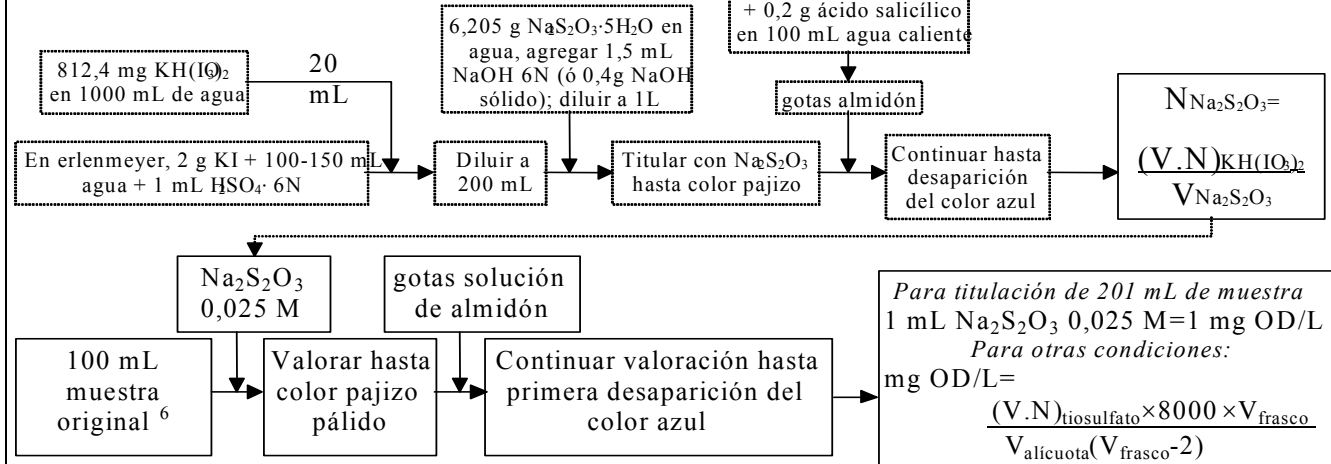 + 0,2 g ácido salicílico
en 100 mL agua caliente
6,205 g Na2S2O3·5H2O en
agua, agregar 1,5 mL
NaOH 6N (ó 0,4g NaOH
sólido); diluir a 1L
812,4 mg KH(IO3)2
en 1000 mL de agua
20
mL
gotas almidón
En erlenmeyer, 2 g KI + 100-150 mL
agua + 1 mL H2SO4· 6N
Diluir a
200 mL
Titular con Na2S2O3
hasta color pajizo
Continuar hasta
desaparición
del color azul
NNa2S2O3=
(V.N)KH(IO3)2
VNa2S2O3
Na2S2O3
0,025 M
gotas solución
de almidón
100 mL
muestra
original 6
Valorar hasta
color pajizo
pálido
Continuar valoración hasta
primera desaparición del
color azul
Para titulación de 201 mL de muestra
1 mL Na2S2O3 0,025 M=1 mg OD/L
Para otras condiciones:
mg OD/L=
(V.N)tiosulfato×8000×Vfrasco
Valícuota(Vfrasco-2)